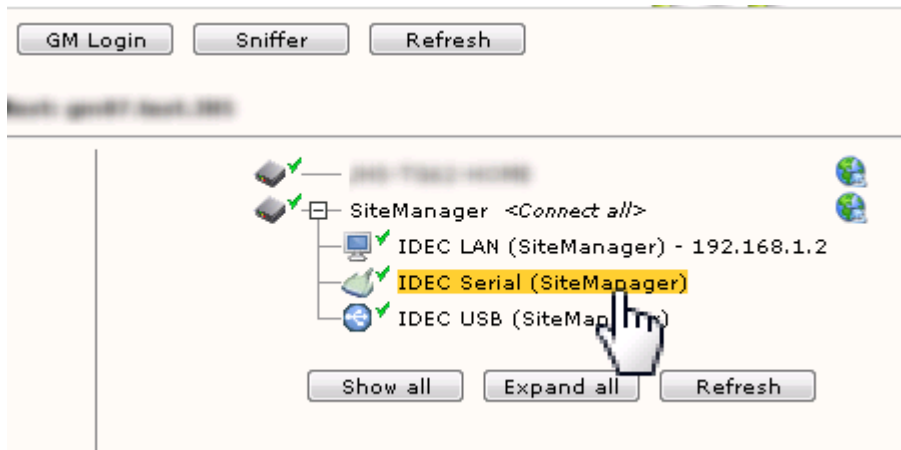 GM Login Sniffer Refresh
SiteManager <Connect all>
IDEC LAN (SiteManager) - 192.168.1.2
IDEC Serial (SiteManager)
IDEC USB
Show all Expand all Refresh